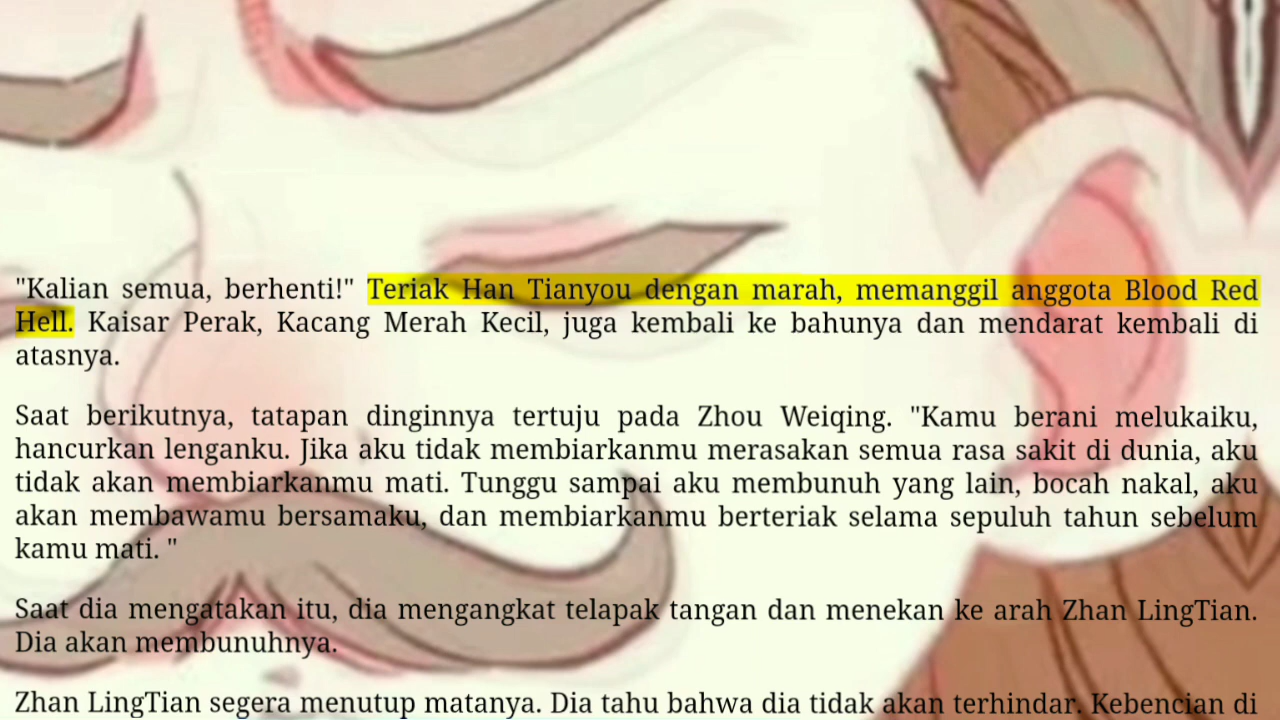 "Kalian semua, berhenti!" Teriak Han Tianyou dengan marah, memanggil anggota Blood Red
Hell. Kaisar Perak, Kacang Merah Kecil, juga kembali ke bahunya dan mendarat kembali di
atasnya.
Saat berikutnya, tatapan dinginnya tertuju pada Zhou Weiqing. "Kamu berani melukaiku,
hancurkan lenganku. Jika aku tidak membiarkanmu merasakan semua rasa sakit di dunia, aku
tidak akan membiarkanmu mati. Tunggu sampai aku membunuh yang lain, bocah nakal, aku
akan membawamu bersamaku, dan membiarkanmu berteriak selama sepuluh tahun sebelum
kamu mati. "
Saat dia mengatakan itu, dia mengangkat telapak tangan dan menekan ke arah Zhan LingTian.
Dia akan membunuhnya.
Zhan LingTian segera menutup matanya. Dia tahu bahwa dia tidak akan terhindar. Kebencian di